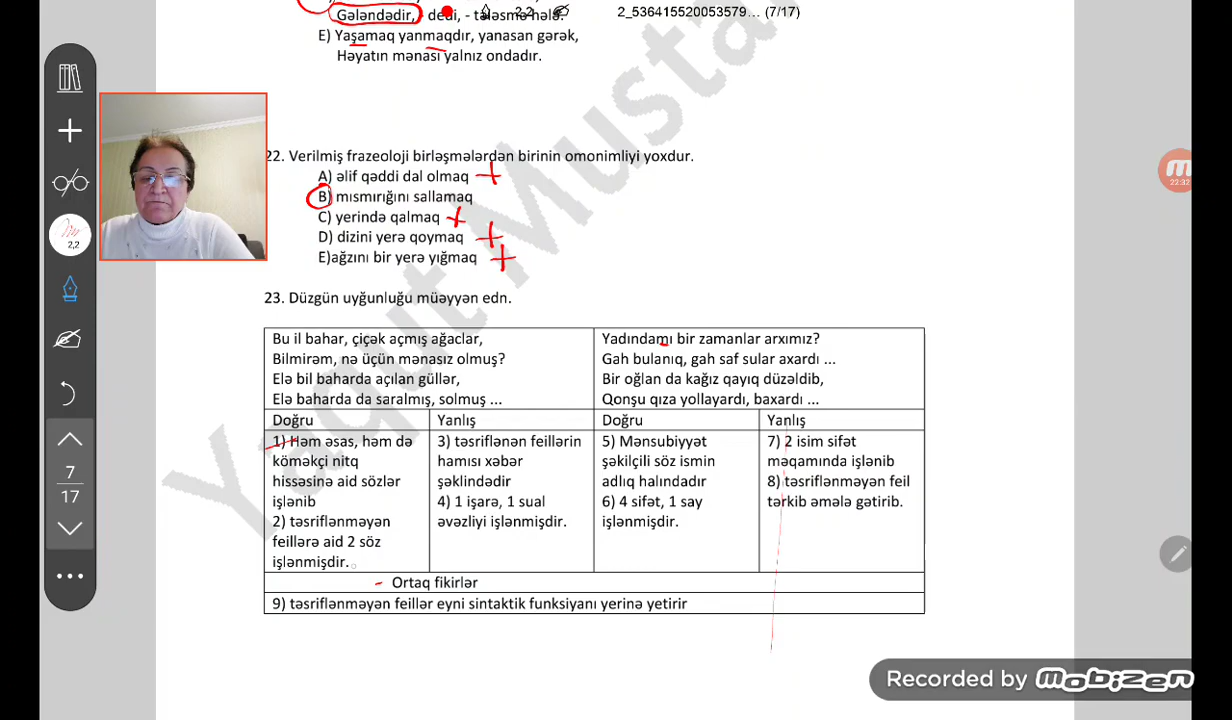 Gələndədir, - dedi, - tələsmə hələ.
2,2
2_536415520053579... (7/17)
E) Yaşamaq yanmaqdır, yanasan gərək,
Həyatın mənası yalnız ondadır.
22. Verilmiş frazeoloji birləşmələrdən birinin omonimliyi yoxdur.
A) əlif qəddi dal olmaq
B) mısmırığını sallamaq
C) yerində qalmaq
D) dizini yerə qoymaq
E)ağzını bir yerə yığmaq
23. Düzgün uyğunluğu müəyyən edn.
Bu il bahar, çiçək açmış ağaclar,
Bilmirəm, nə üçün mənasız olmuş?
Elə bil baharda açılan güllər,
Elə baharda da saralmış, solmuş ...
Yadındamı bir zamanlar arxımız?
Gah bulanıq, gah saf sular axardı ...
Bir oğlan da kağız qayıq düzəldib,
Qonşu qıza yollayardı, baxardı ...
Doğru
Yanlış
Doğru
Yanlış
1) Həm əsas, həm də
köməkçi nitq
hissəsinə aid sözlər
işlənib
2) təsriflənməyən
feillərə aid 2 söz
işlənmişdir.
3) təsriflənən feillərin
hamısı xəbər
şəklindədir
4) 1 işarə, 1 sual
əvəzliyi işlənmişdir.
5) Mənsubiyyət
şəkilçili söz ismin
adlıq halındadır
6) 4 sifət, 1 say
işlənmişdir.
7) 2 isim sifət
məqamında işlənib
8) təsriflənməyən feil
tərkib əmələ gətirib.
Ortaq fikirlər
9) təsriflənməyən feillər eyni sintaktik funksiyanı yerinə yetirir
2,2
7
17
22:32
Recorded by mobizen